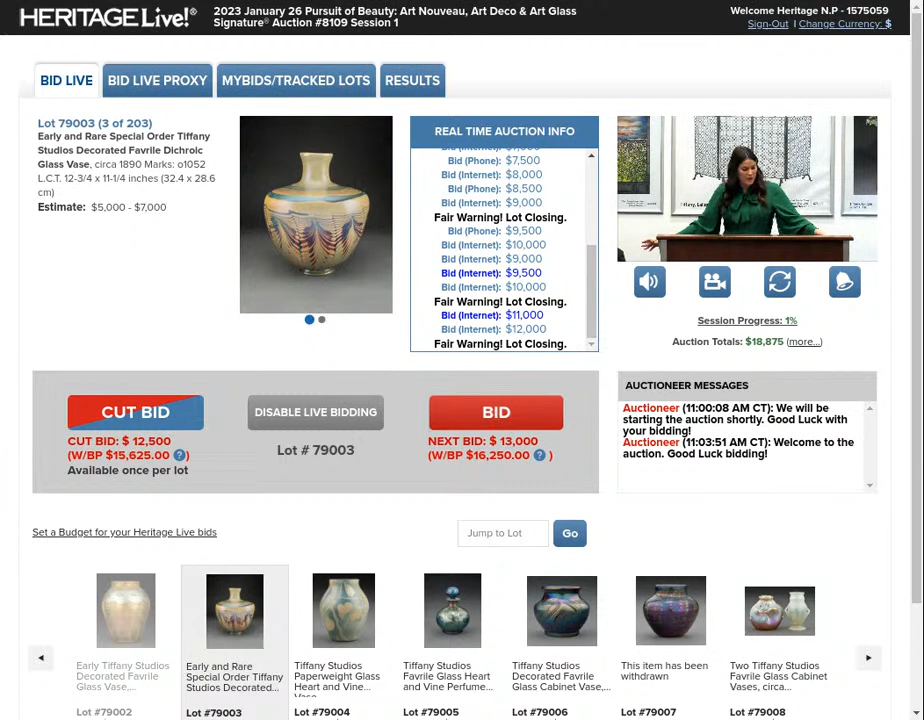 HERITAGE Live!®
2023 January 26 Pursuit of Beauty: Art Nouveau, Art Deco & Art Glass
Signature® Auction #8109 Session 1
Welcome Heritage N.P - 1575059
Sign-Out | Change Currency: $
BID LIVE
BID LIVE PROXY
MYBIDS/TRACKED LOTS
RESULTS
Lot 79003 (3 of 203)
Early and Rare Special Order Tiffany
Studios Decorated Favrile Dichroic
Glass Vase, circa 1890 Marks: o1052
L.C.T. 12-3/4 x 11-1/4 inches (32.4 x 28.6
cm)
Estimate: $5,000 - $7,000
REAL TIME AUCTION INFO
Bid (Phone): $7,500
Bid (Internet): $8,000
Bid (Phone): $8,500
Bid (Internet): $9,000
Fair Warning! Lot Closing.
Bid (Phone): $9,500
Bid (Internet): $10,000
Bid (Internet): $9,000
Bid (Internet): $9,500
Bid (Internet): $10,000
Fair Warning! Lot Closing.
Bid (Internet): $11,000
Bid (Internet): $12,000
Fair Warning! Lot Closing.
Session Progress: 1%
Auction Totals: $18,875 (more...)
CUT BID
CUT BID: $ 12,500
(W/BP $15,625.00 ?)
Available once per lot
DISABLE LIVE BIDDING
Lot # 79003
BID
NEXT BID: $ 13,000
(W/BP $16,250.00 ? )
AUCTIONEER MESSAGES
Auctioneer (11:00:08 AM CT): We will be
starting the auction shortly. Good Luck with
your bidding!
Auctioneer (11:03:51 AM CT): Welcome to the
auction. Good Luck bidding!
Set a Budget for your Heritage Live bids
Jump to Lot
Go
Early Tiffany Studios
Decorated Favrile
Glass Vase,...
Lot #79002
Early and Rare
Special Order Tiffany
Studios Decorated...
Lot #79003
Tiffany Studios
Paperweight Glass
Heart and Vine...
Lot #79004
Tiffany Studios
Favrile Glass Heart
and Vine Perfume...
Lot #79005
Tiffany Studios
Decorated Favrile
Glass Cabinet Vase,...
Lot #79006
This item has been
withdrawn
Lot #79007
Two Tiffany Studios
Favrile Glass Cabinet
Vases, circa...
Lot #79008